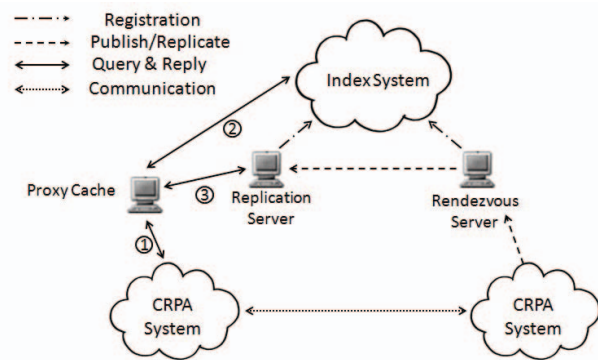 Registration
Publish/Replicate
Query & Reply
Communication
Index System
②
③
Proxy Cache
Replication
Server
Rendezvous
Server
①
CRPA
System
CRPA
System